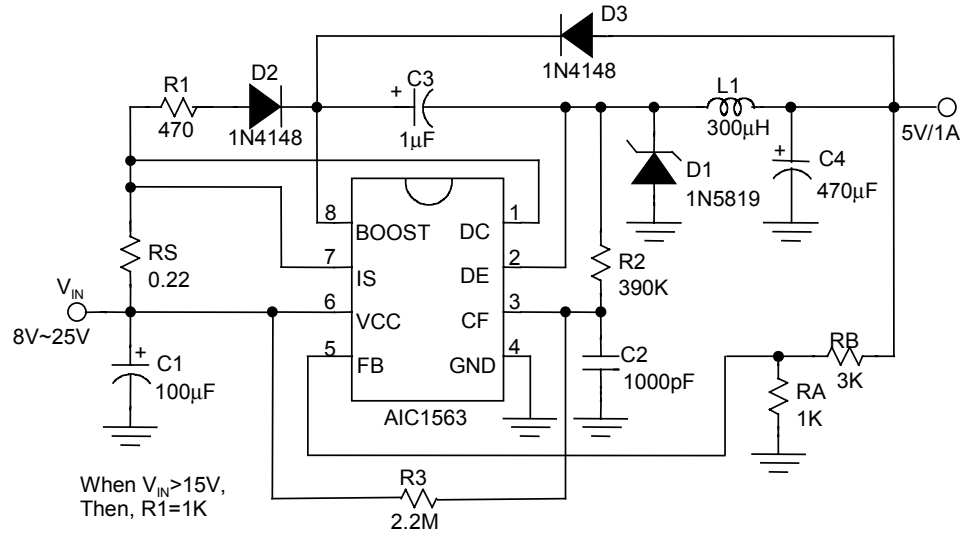 D3
1N4148
D2
1N4148
R1
470
C3
+
1µF
L1
300µH
5V/1A
D1
1N5819
+
C4
470µF
8
BOOST
DC
1
7
IS
DE
2
6
VCC
CF
3
5
FB
GND
4
AIC1563
RS
0.22
R2
390K
VIN
8V~25V
+
C1
100µF
C2
1000pF
RB
3K
RA
1K
When VIN>15V,
Then, R1=1K
R3
2.2M